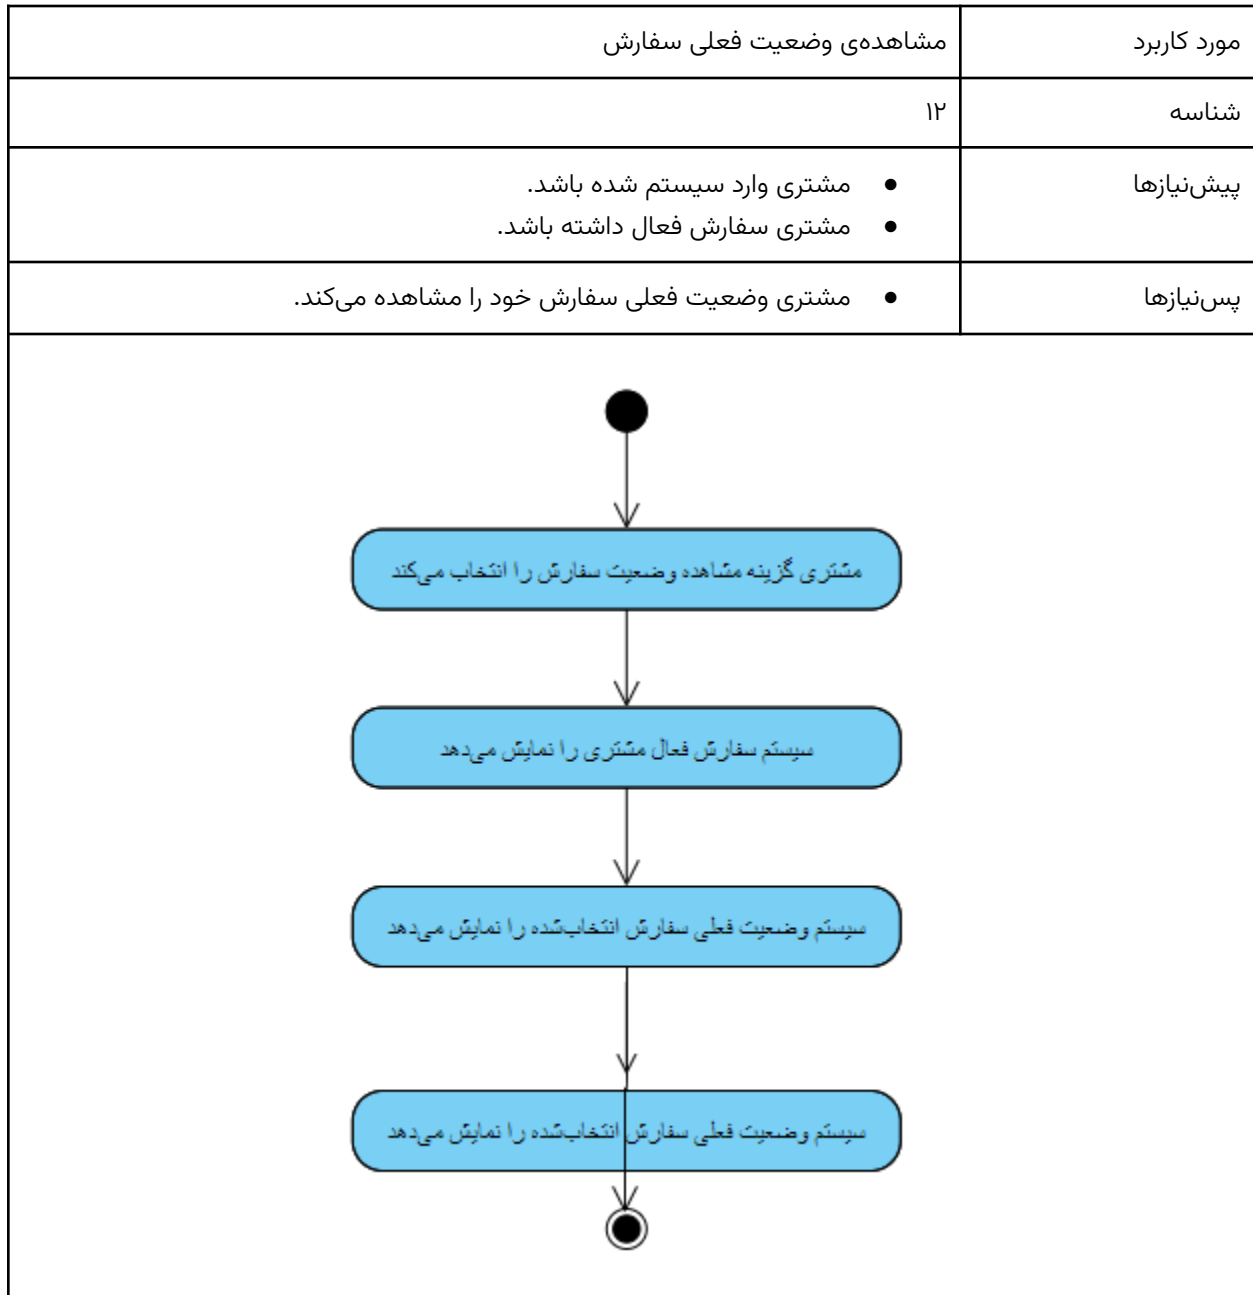 مورد کاربرد
مشاهده‌ی وضعیت فعلی سفارش
شناسه
۱۲
پیش‌نیازها
● مشتری وارد سیستم شده باشد.
● مشتری سفارش فعال داشته باشد.
پس‌نیازها
● مشتری وضعیت فعلی سفارش خود را مشاهده می‌کند.
مشتری گزینه مشاهده وضعیت سفارش را انتخاب می‌کند
سیستم سفارش فعال مشتری را نمایش می‌دهد
سیستم وضعیت فعلی سفارش انتخاب‌شده را نمایش می‌دهد
سیستم وضعیت فعلی سفارش انتخاب‌شده را نمایش می‌دهد